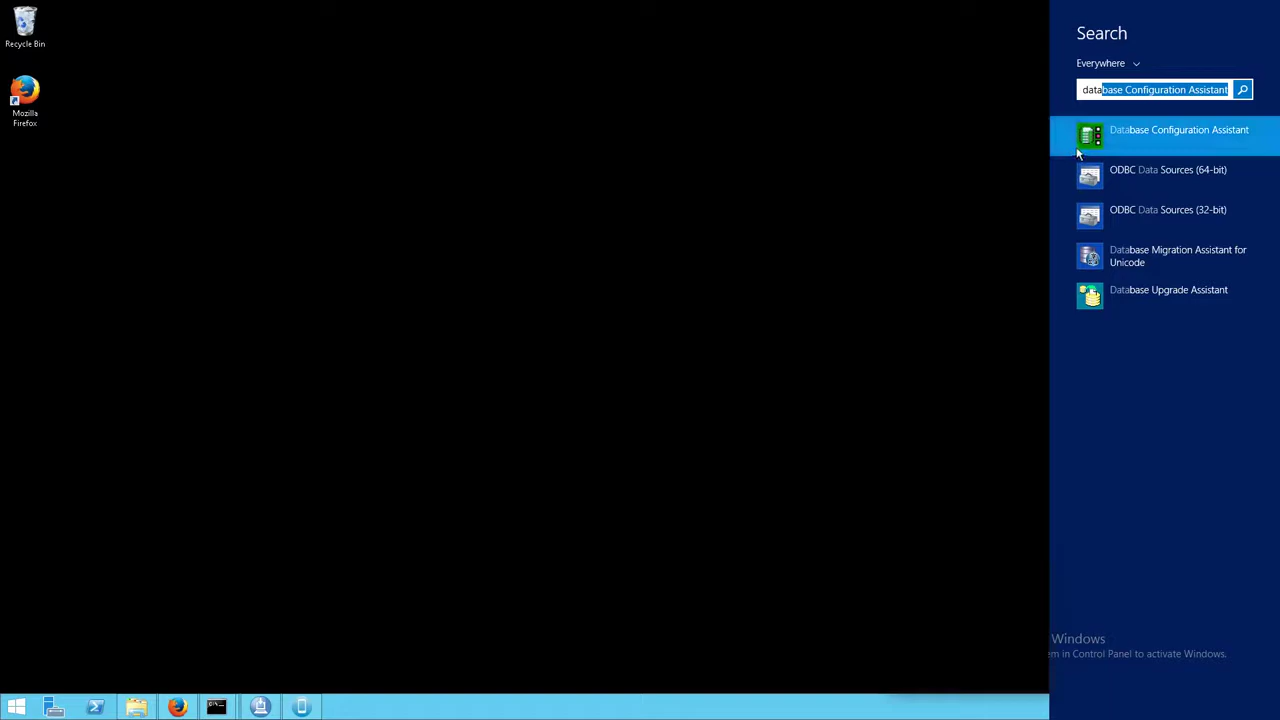 Recycle Bin
Mozilla
Firefox
Search
Everywhere
database Configuration Assistant
Database Configuration Assistant
ODBC Data Sources (64-bit)
ODBC Data Sources (32-bit)
Database Migration Assistant for
Unicode
Database Upgrade Assistant
Windows
em in Control Panel to activate Windows.